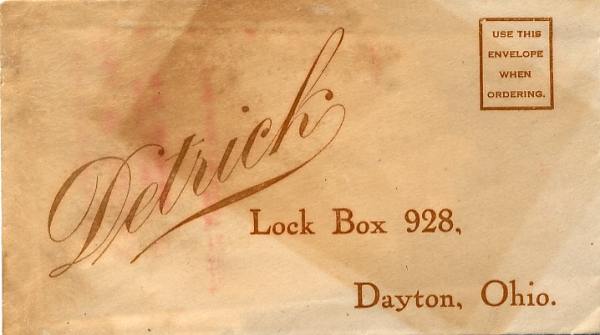 USE THIS
ENVELOPE
WHEN
ORDERING.
Detrick
Lock Box 928,
Dayton, Ohio.